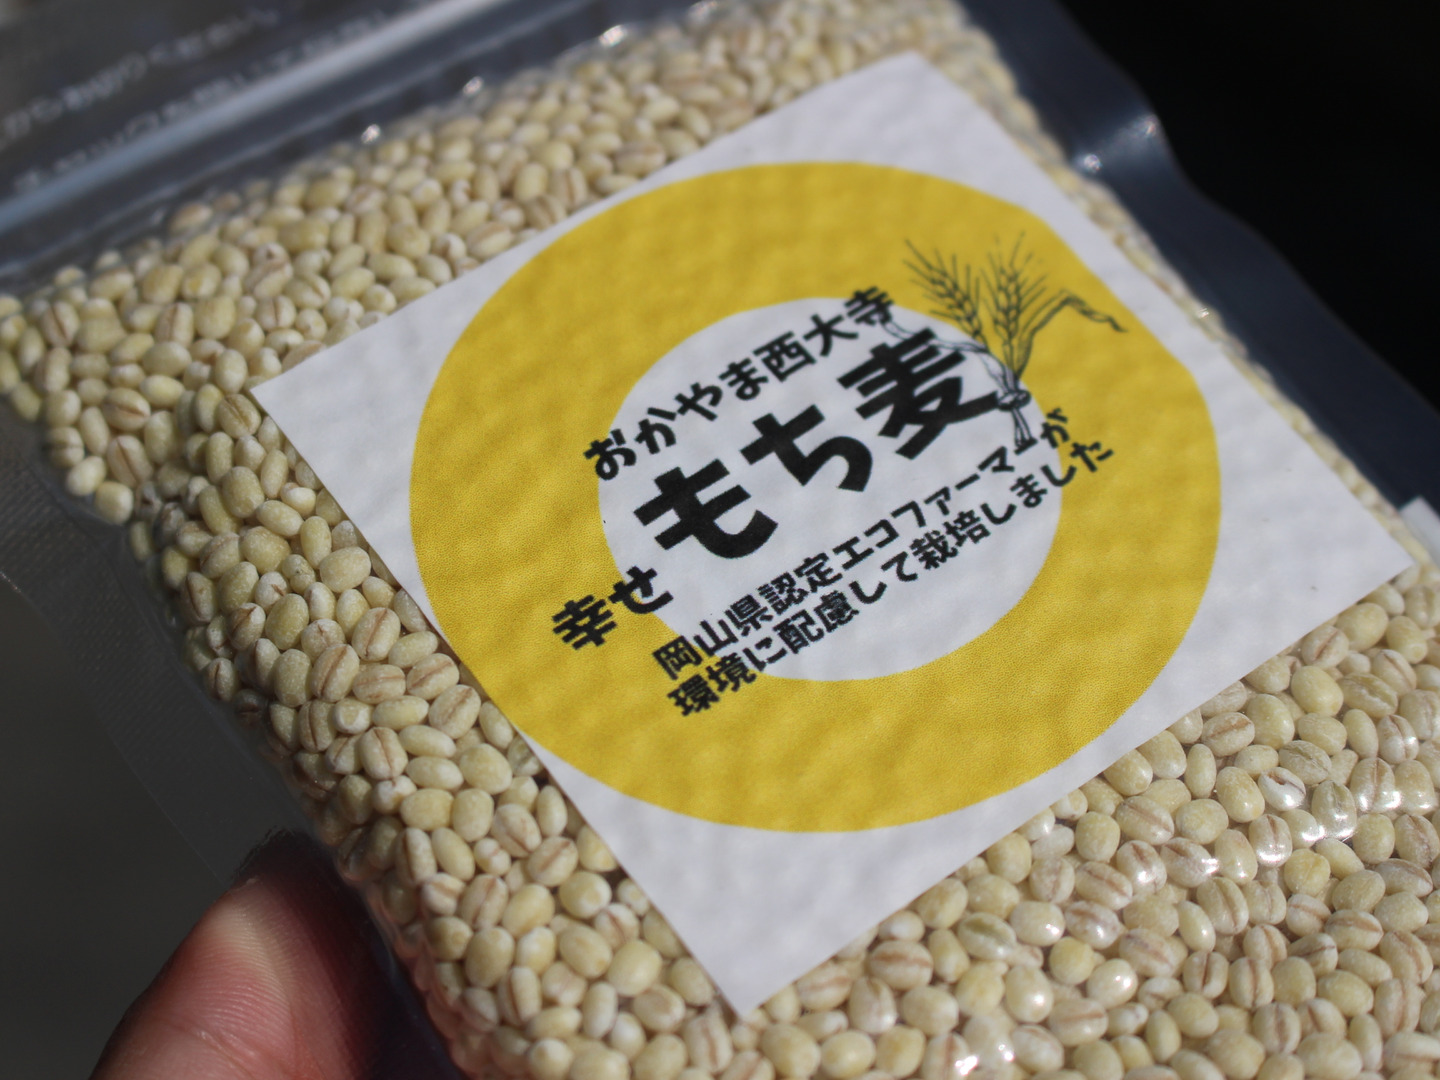 おかやま西大寺
幸せ
もち麦
岡山県認定エコファーマーが
環境に配慮して栽培しました